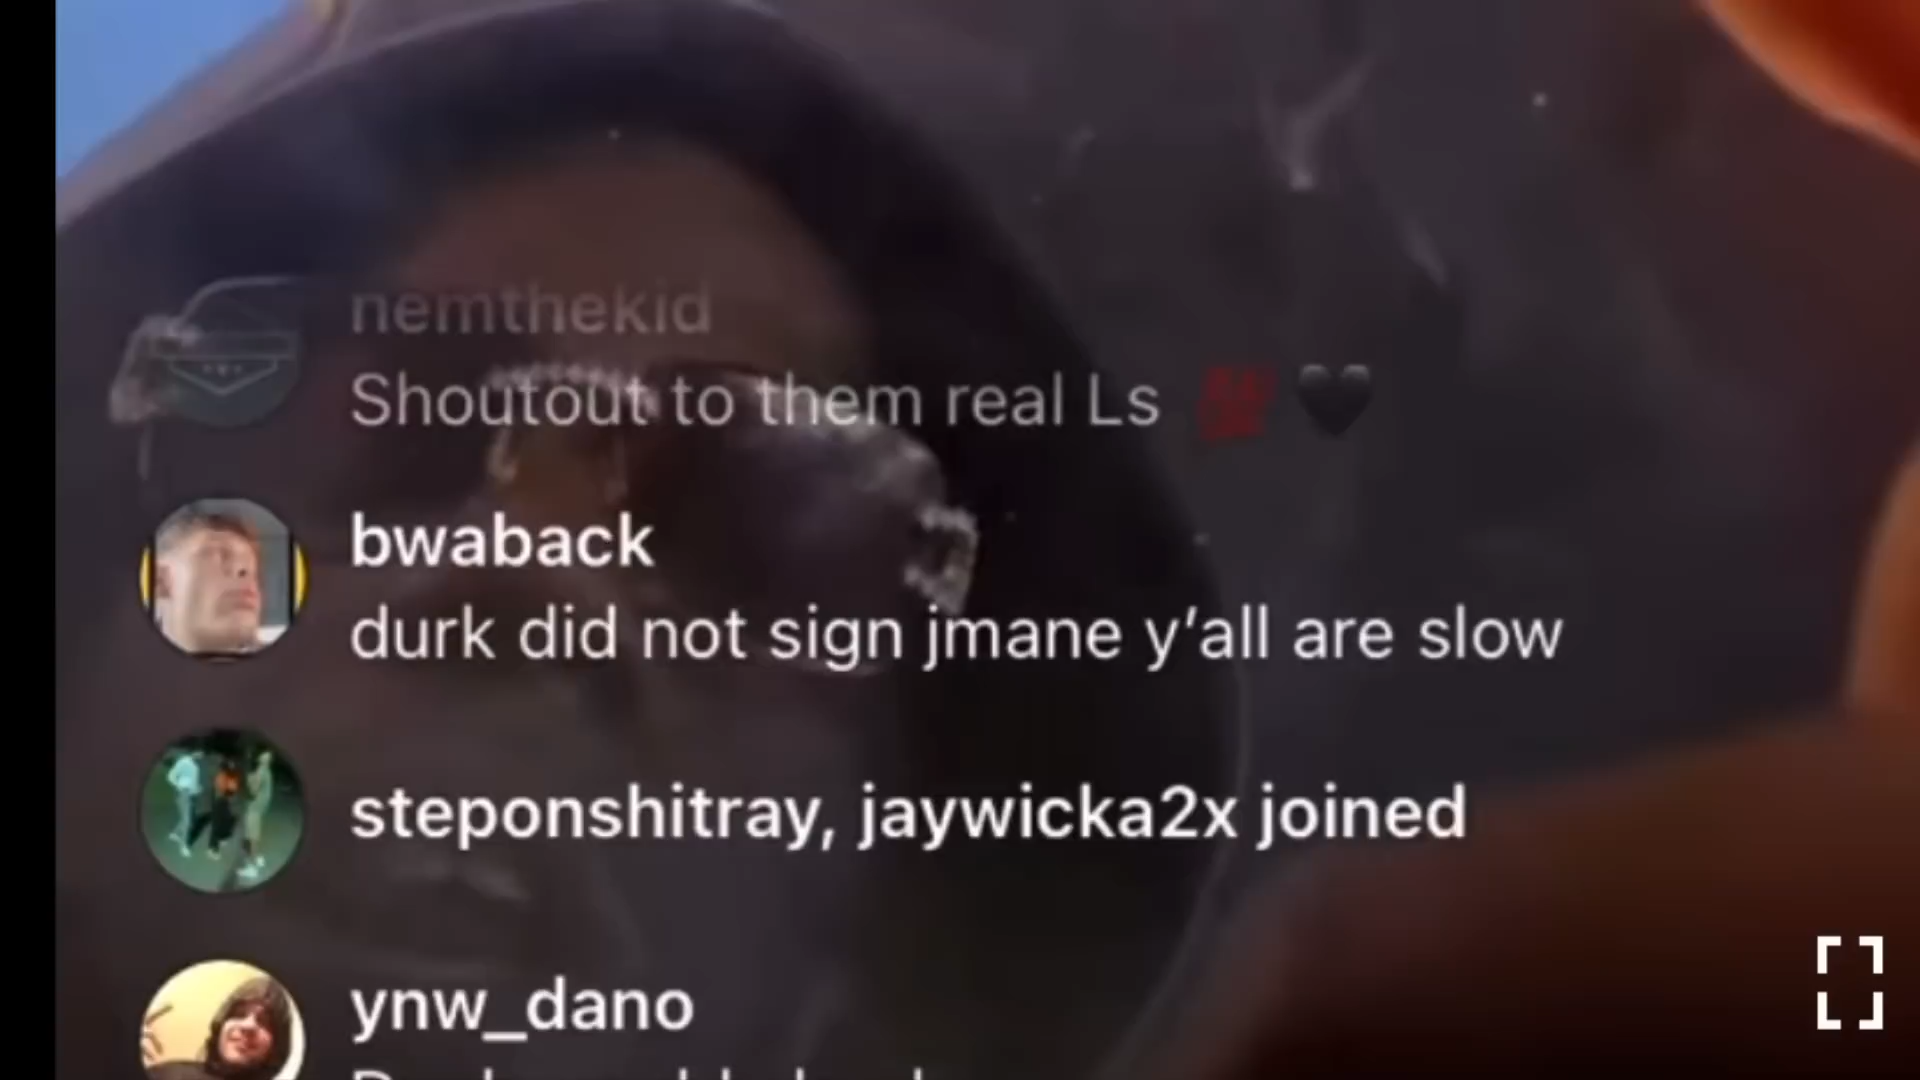 nemthekid
Shoutout to them real Ls 💯 🖤
bwaback
durk did not sign jmane y’all are slow
steponshitray, jaywicka2x joined
ynw_dano